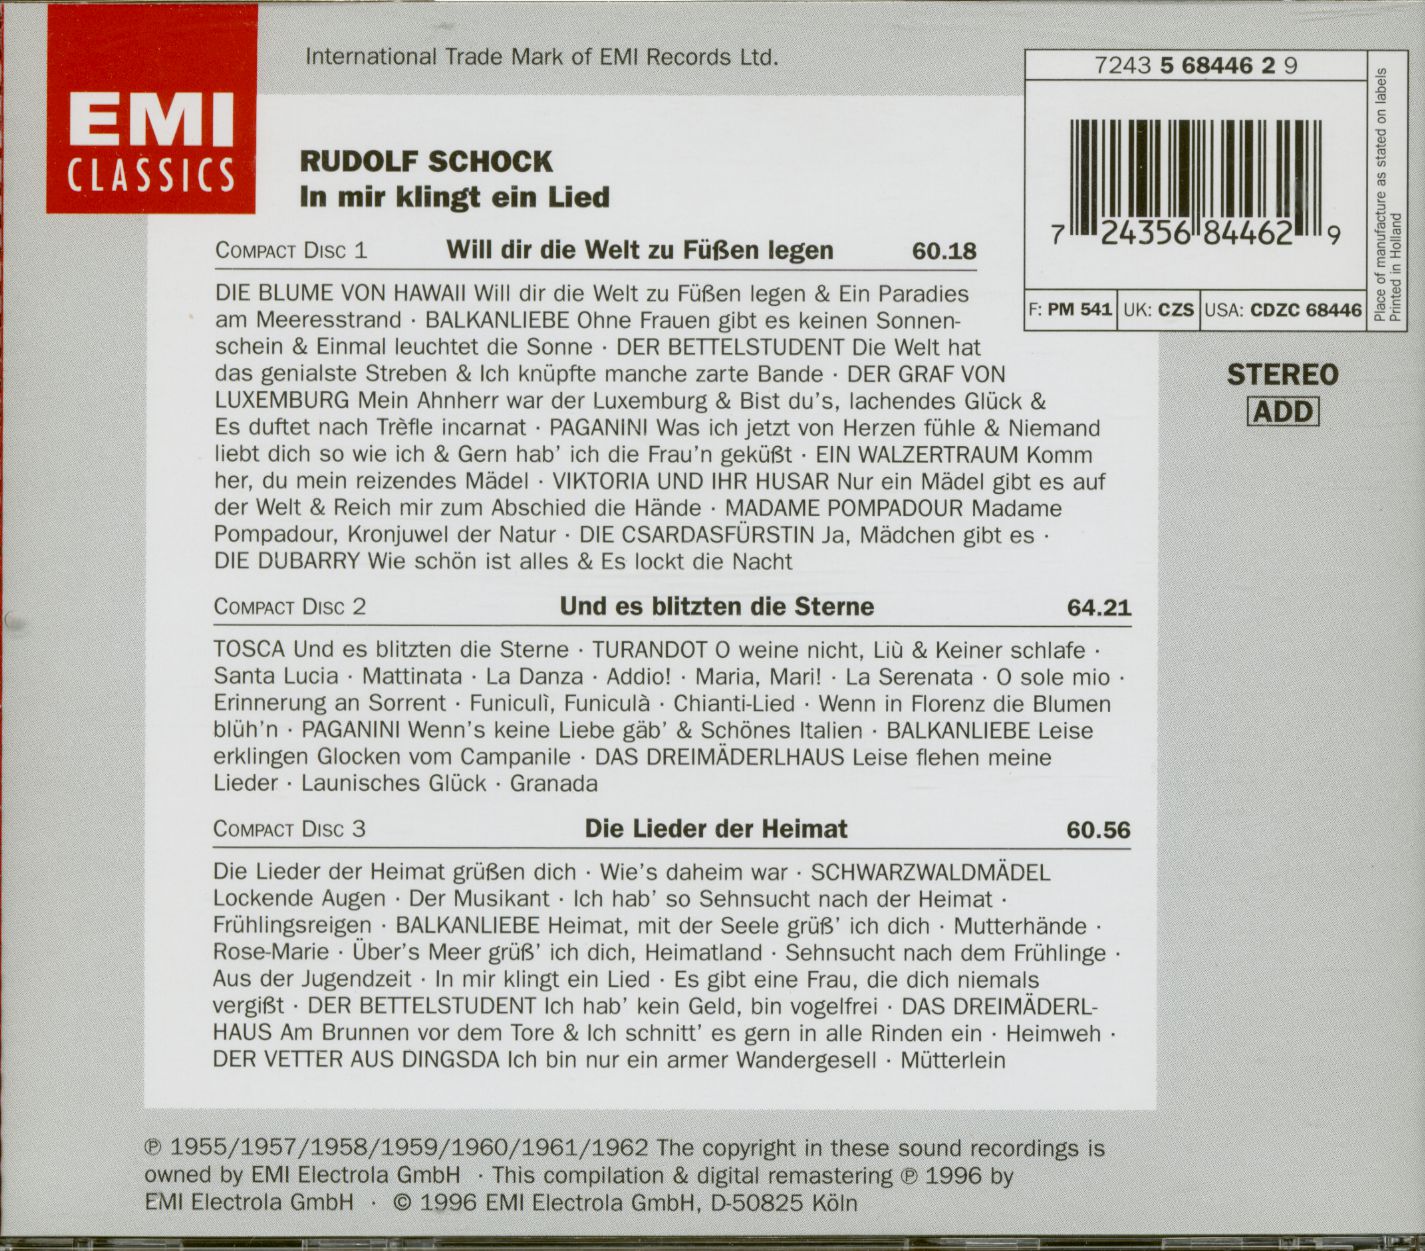 International Trade Mark of EMI Records Ltd.
EMI
CLASSICS
7243 5 68446 2 9
7 24356 84462 9
F: PM 541 UK: CZS USA: CDZC 68446
Place of manufacture as stated on labels
Printed in Holland
STEREO
ADD
RUDOLF SCHOCK
In mir klingt ein Lied
COMPACT DISC 1 Will dir die Welt zu Füßen legen 60.18
DIE BLUME VON HAWAII Will dir die Welt zu Füßen legen & Ein Paradies
am Meeresstrand · BALKANLIEBE Ohne Frauen gibt es keinen Sonnen-
schein & Einmal leuchtet die Sonne · DER BETTELSTUDENT Die Welt hat
das genialste Streben & Ich knüpfte manche zarte Bande · DER GRAF VON
LUXEMBURG Mein Ahnherr war der Luxemburg & Bist du's, lachendes Glück &
Es duftet nach Trèfle incarnat · PAGANINI Was ich jetzt von Herzen fühle & Niemand
liebt dich so wie ich & Gern hab' ich die Frau'n geküßt · EIN WALZERTRAUM Komm
her, du mein reizendes Mädel · VIKTORIA UND IHR HUSAR Nur ein Mädel gibt es auf
der Welt & Reich mir zum Abschied die Hände · MADAME POMPADOUR Madame
Pompadour, Kronjuwel der Natur · DIE CSARDASFÜRSTIN Ja, Mädchen gibt es ·
DIE DUBARRY Wie schön ist alles & Es lockt die Nacht
COMPACT DISC 2 Und es blitzten die Sterne 64.21
TOSCA Und es blitzten die Sterne · TURANDOT O weine nicht, Liù & Keiner schlafe ·
Santa Lucia · Mattinata · La Danza · Addio! · Maria, Mari! · La Serenata · O sole mio ·
Erinnerung an Sorrent · Funiculì, Funiculà · Chianti-Lied · Wenn in Florenz die Blumen
blüh'n · PAGANINI Wenn's keine Liebe gäb' & Schönes Italien · BALKANLIEBE Leise
erklingen Glocken vom Campanile · DAS DREIMÄDERLHAUS Leise flehen meine
Lieder · Launisches Glück · Granada
COMPACT DISC 3 Die Lieder der Heimat 60.56
Die Lieder der Heimat grüßen dich · Wie's daheim war · SCHWARZWALDMÄDEL
Lockende Augen · Der Musikant · Ich hab' so Sehnsucht nach der Heimat ·
Frühlingsreigen · BALKANLIEBE Heimat, mit der Seele grüß' ich dich · Mutterhände ·
Rose-Marie · Über's Meer grüß' ich dich, Heimatland · Sehnsucht nach dem Frühlinge ·
Aus der Jugendzeit · In mir klingt ein Lied · Es gibt eine Frau, die dich niemals
vergißt · DER BETTELSTUDENT Ich hab' kein Geld, bin vogelfrei · DAS DREIMÄDERL-
HAUS Am Brunnen vor dem Tore & Ich schnitt' es gern in alle Rinden ein · Heimweh ·
DER VETTER AUS DINGSDA Ich bin nur ein armer Wandergesell · Mütterlein
℗ 1955/1957/1958/1959/1960/1961/1962 The copyright in these sound recordings is
owned by EMI Electrola GmbH · This compilation & digital remastering ℗ 1996 by
EMI Electrola GmbH · © 1996 EMI Electrola GmbH, D-50825 Köln